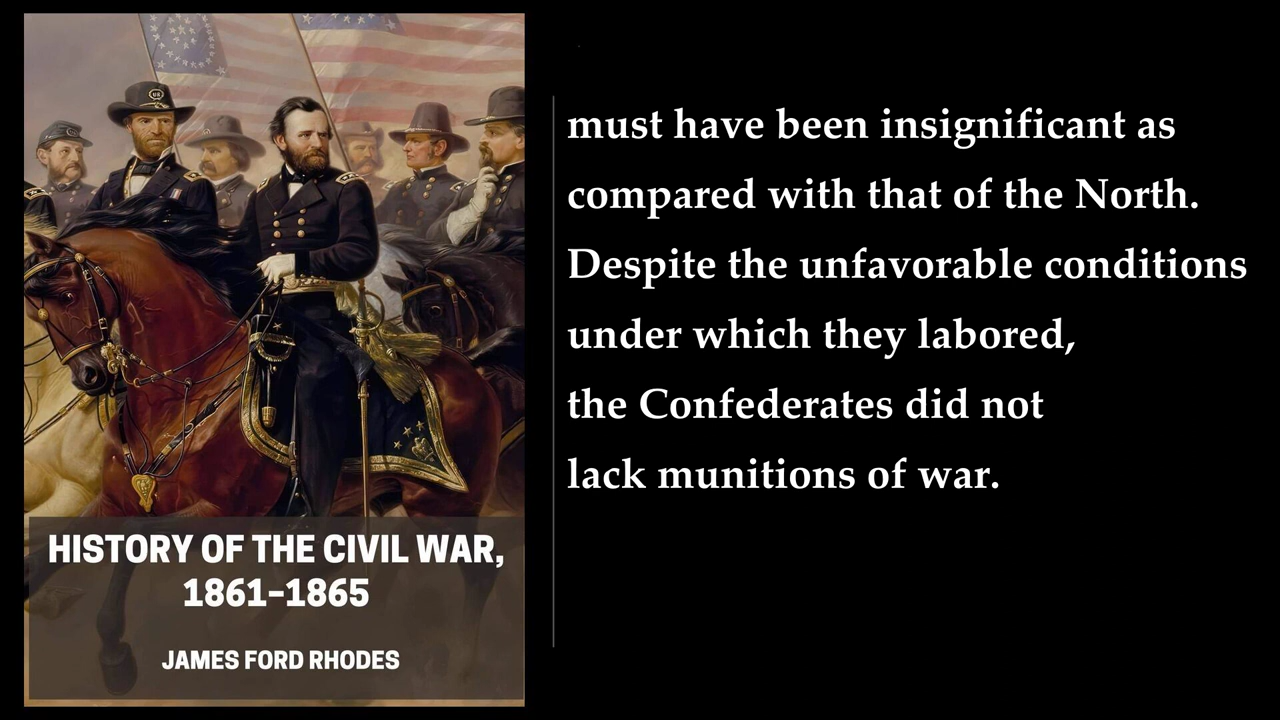 HISTORY OF THE CIVIL WAR,
1861–1865
JAMES FORD RHODES
must have been insignificant as
compared with that of the North.
Despite the unfavorable conditions
under which they labored,
the Confederates did not
lack munitions of war.